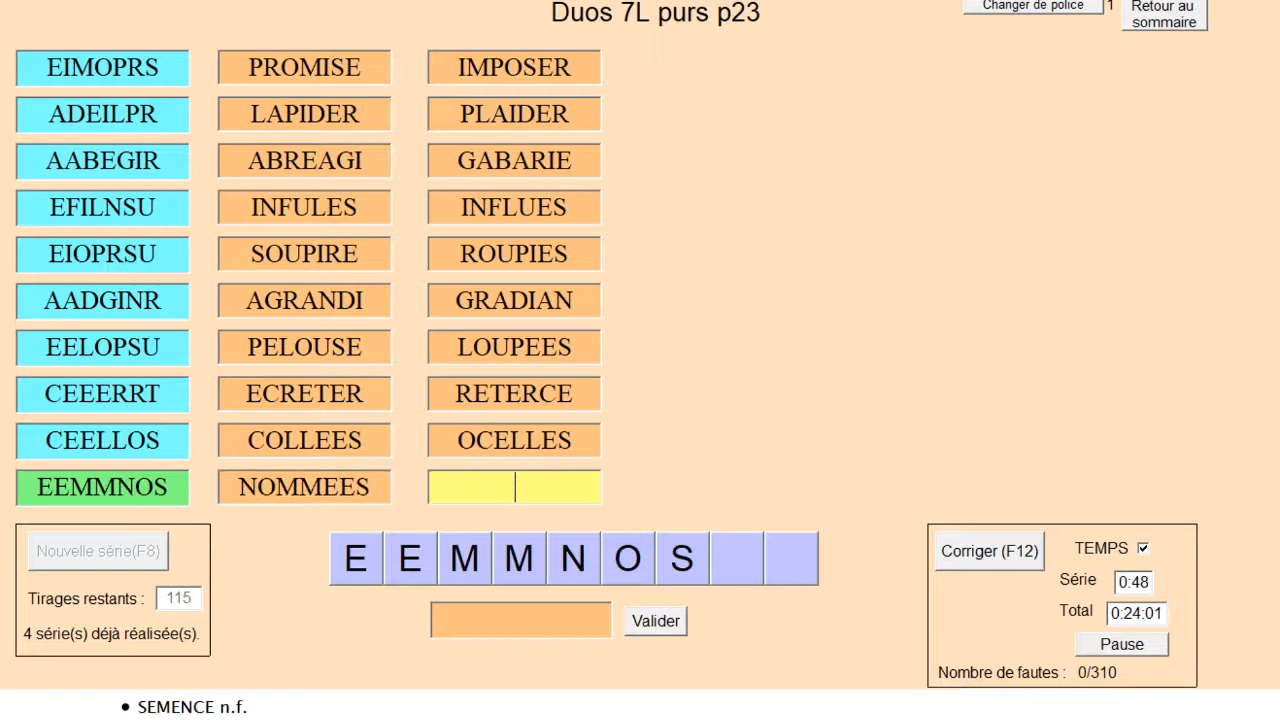 Duos 7L purs p23
Changer de police 1 Retour au sommaire
EIMOPRS PROMISE IMPOSER
ADEILPR LAPIDER PLAIDER
AABEGIR ABREAGI GABARIE
EFILNSU INFULES INFLUES
EIOPRSU SOUPIRE ROUPIES
AADGINR AGRANDI GRADIAN
EELOPSU PELOUSE LOUPEES
CEEERRT ECRETER RETERCE
CEELLOS COLLEES OCELLES
EEMMNOS NOMMEES
Nouvelle série(F8)
Tirages restants : 115
4 série(s) déjà réalisée(s).
E E M M N O S
Valider
Corriger (F12) TEMPS
Série 0:48
Total 0:24:01
Pause
Nombre de fautes : 0/310
• SEMENCE n.f.